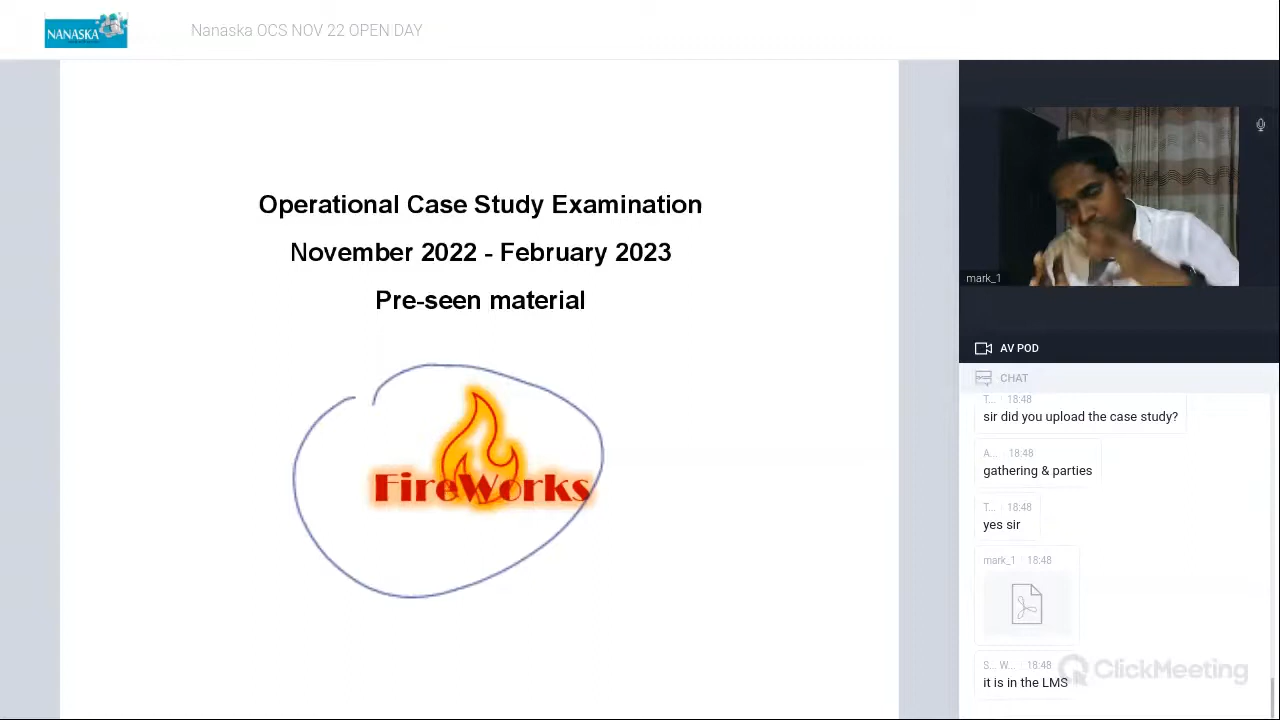 NANASKA
Nanaska OCS NOV 22 OPEN DAY
Operational Case Study Examination
November 2022 - February 2023
Pre-seen material
FireWorks
mark_1
AV POD
CHAT
T... 18:48
sir did you upload the case study?
A... 18:48
gathering & parties
T... 18:48
yes sir
mark_1 18:48
S... W... 18:48
it is in the LMS
ClickMeeting